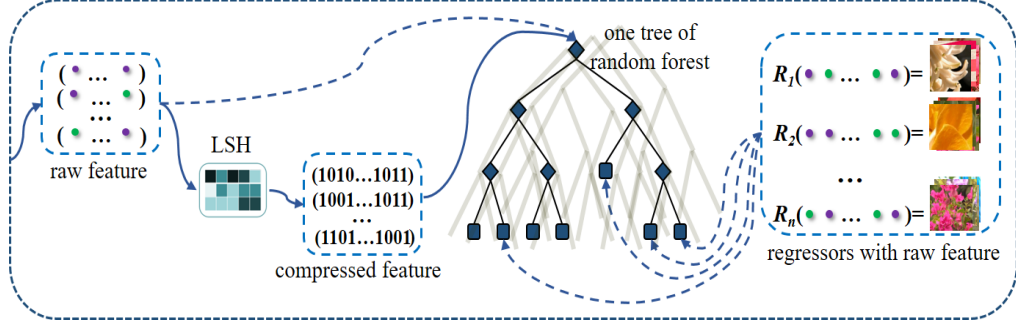 ( ... )
( ... )
...
( ... )
raw feature
LSH
(1010...1011)
(1001...1011)
...
(1101...1001)
compressed feature
one tree of
random forest
R1( ... )=
R2( ... )=
...
Rn( ... )=
regressors with raw feature